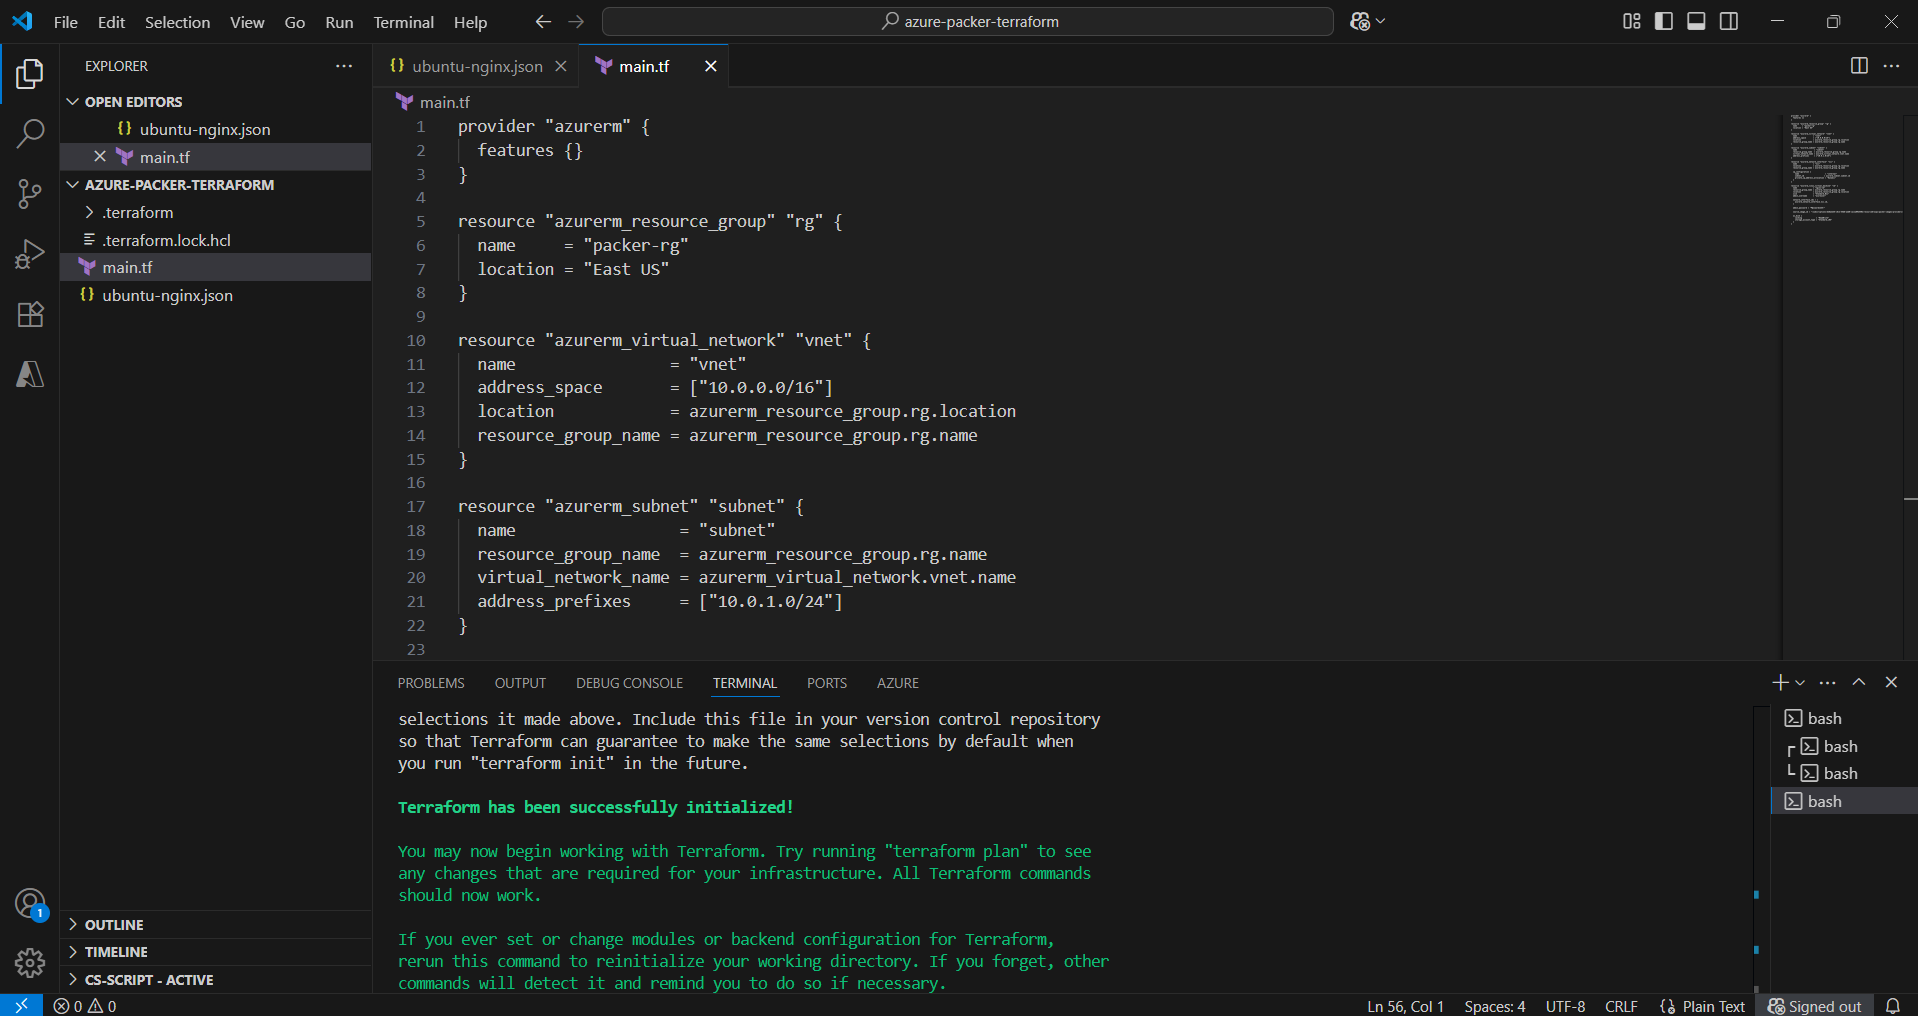 File Edit Selection View Go Run Terminal Help
azure-packer-terraform
EXPLORER
OPEN EDITORS
ubuntu-nginx.json
main.tf
AZURE-PACKER-TERRAFORM
.terraform
.terraform.lock.hcl
main.tf
ubuntu-nginx.json
OUTLINE
TIMELINE
CS-SCRIPT - ACTIVE
1
{} ubuntu-nginx.json
main.tf
main.tf
1 provider "azurerm" {
2 features {}
3 }
4
5 resource "azurerm_resource_group" "rg" {
6 name     = "packer-rg"
7 location = "East US"
8 }
9
10 resource "azurerm_virtual_network" "vnet" {
11 name                = "vnet"
12 address_space       = ["10.0.0.0/16"]
13 location            = azurerm_resource_group.rg.location
14 resource_group_name = azurerm_resource_group.rg.name
15 }
16
17 resource "azurerm_subnet" "subnet" {
18 name                 = "subnet"
19 resource_group_name  = azurerm_resource_group.rg.name
20 virtual_network_name = azurerm_virtual_network.vnet.name
21 address_prefixes     = ["10.0.1.0/24"]
22 }
23
PROBLEMS OUTPUT DEBUG CONSOLE TERMINAL PORTS AZURE
selections it made above. Include this file in your version control repository
so that Terraform can guarantee to make the same selections by default when
you run "terraform init" in the future.
Terraform has been successfully initialized!
You may now begin working with Terraform. Try running "terraform plan" to see
any changes that are required for your infrastructure. All Terraform commands
should now work.
If you ever set or change modules or backend configuration for Terraform,
rerun this command to reinitialize your working directory. If you forget, other
commands will detect it and remind you to do so if necessary.
bash
bash
bash
bash
0 0 Ln 56, Col 1 Spaces: 4 UTF-8 CRLF Plain Text Signed out